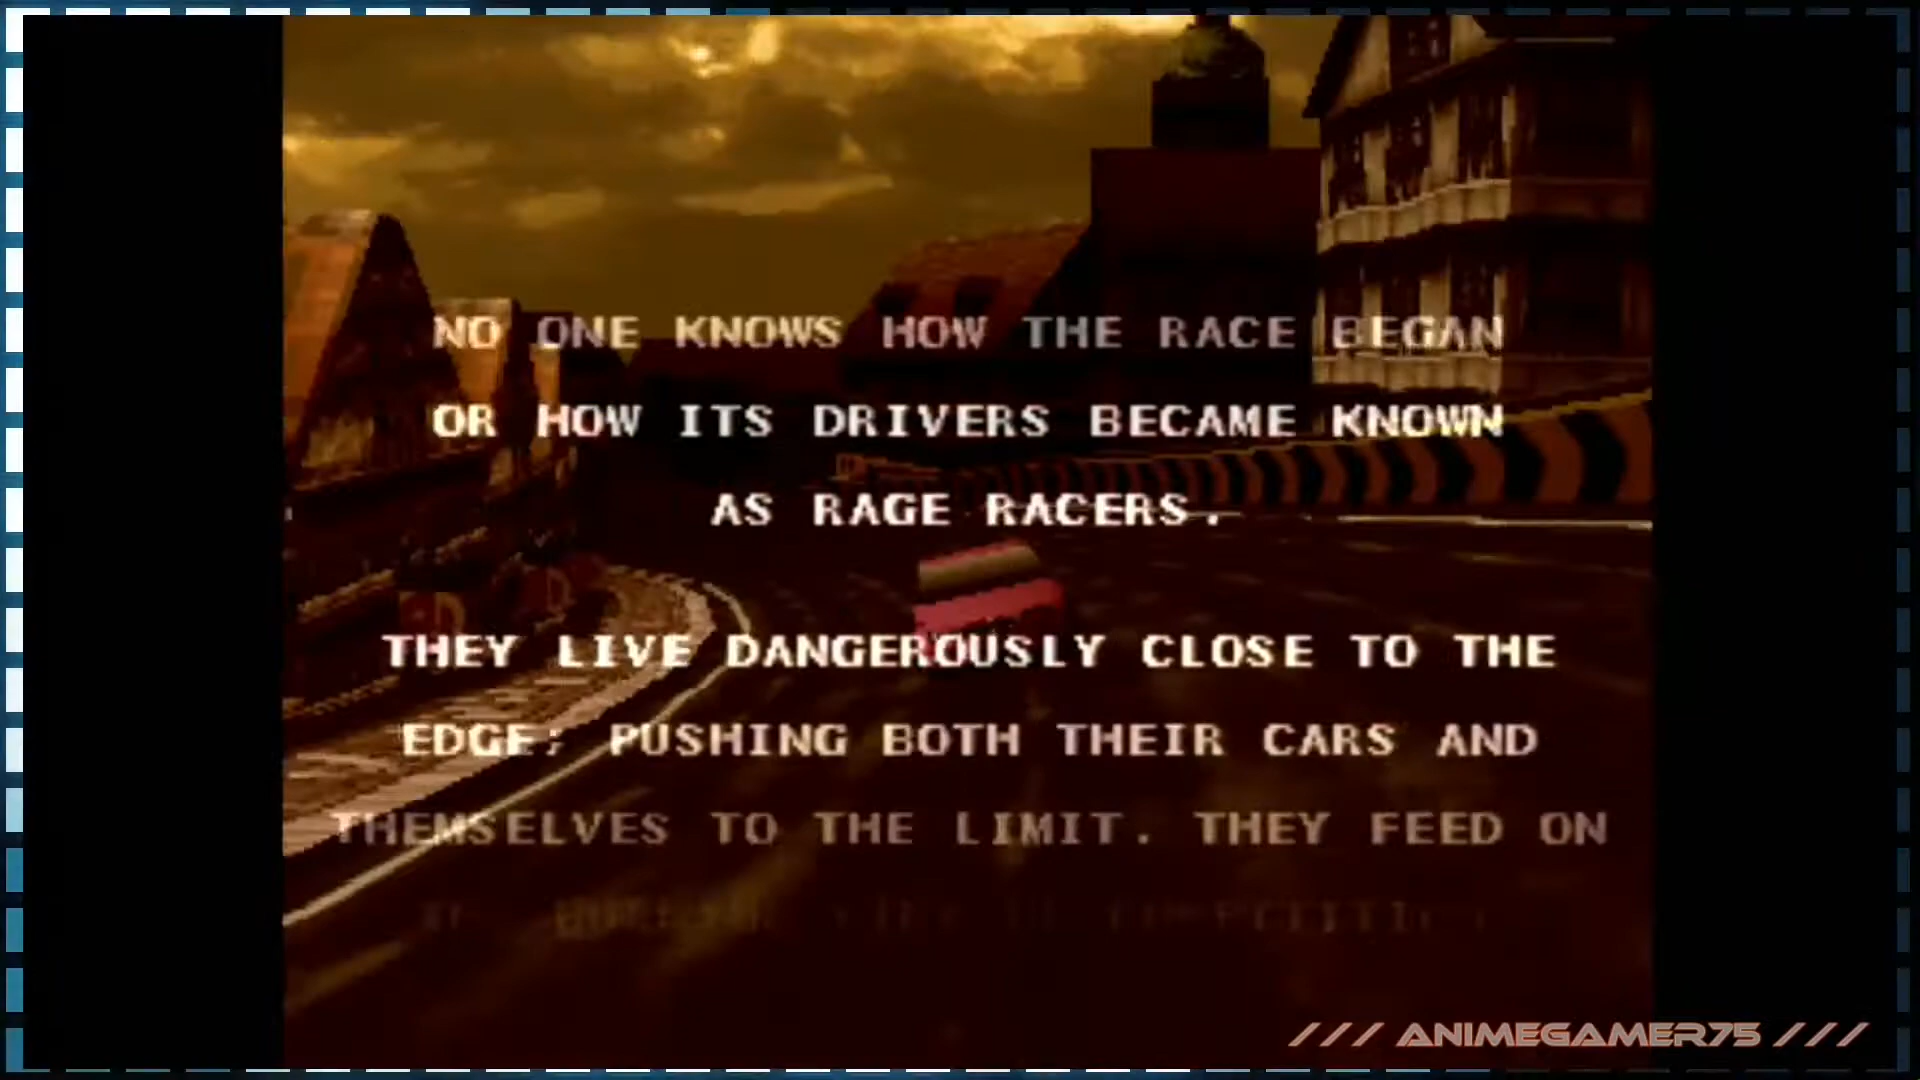 NO ONE KNOWS HOW THE RACE BEGAN
OR HOW ITS DRIVERS BECAME KNOWN
AS RAGE RACERS.
THEY LIVE DANGEROUSLY CLOSE TO THE
EDGE; PUSHING BOTH THEIR CARS AND
THEMSELVES TO THE LIMIT. THEY FEED ON
/// ANIMEGAMER75 ///